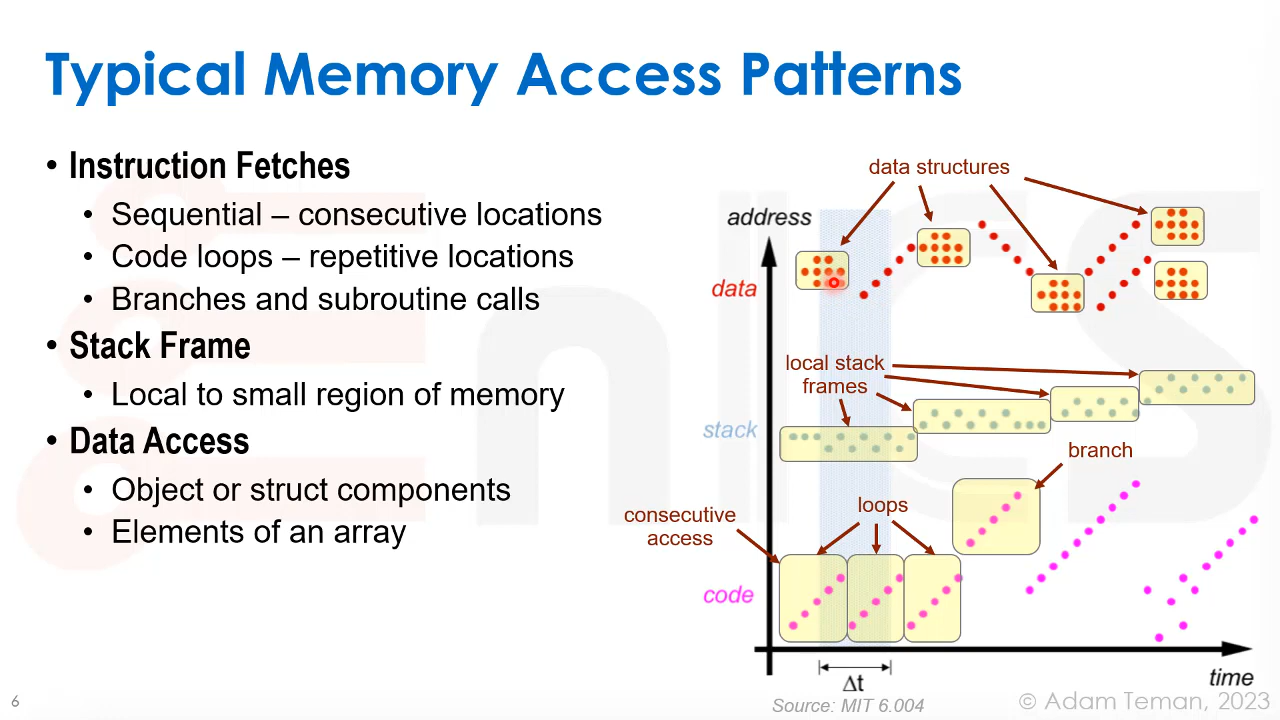 Typical Memory Access Patterns
• Instruction Fetches
• Sequential – consecutive locations
• Code loops – repetitive locations
• Branches and subroutine calls
• Stack Frame
• Local to small region of memory
• Data Access
• Object or struct components
• Elements of an array
data structures
address
data
local stack
frames
stack
branch
loops
consecutive
access
code
Δt
time
Source: MIT 6.004
6
© Adam Teman, 2023
EnICS